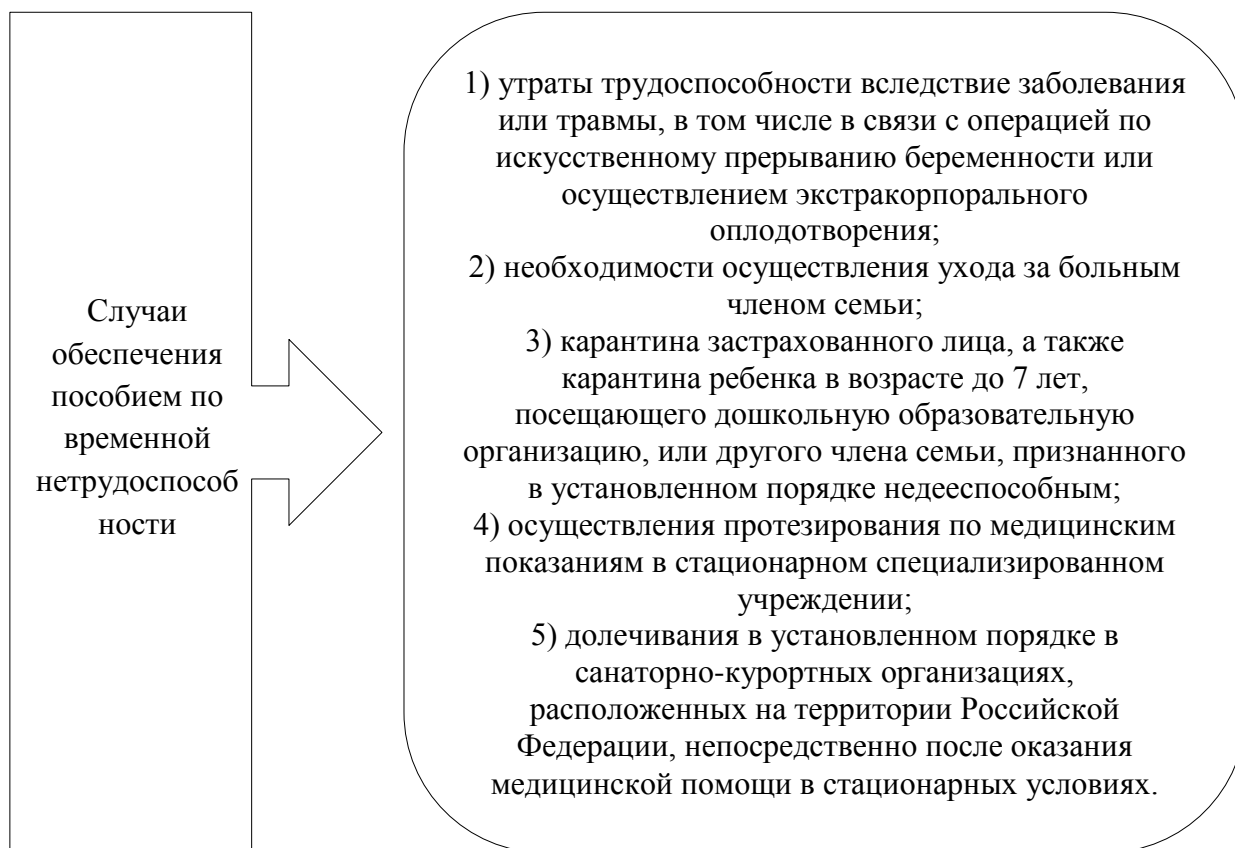 Случаи
обеспечения
пособием по
временной
нетрудоспособ
ности
1) утраты трудоспособности вследствие заболевания
или травмы, в том числе в связи с операцией по
искусственному прерыванию беременности или
осуществлением экстракорпорального
оплодотворения;
2) необходимости осуществления ухода за больным
членом семьи;
3) карантина застрахованного лица, а также
карантина ребенка в возрасте до 7 лет,
посещающего дошкольную образовательную
организацию, или другого члена семьи, признанного
в установленном порядке недееспособным;
4) осуществления протезирования по медицинским
показаниям в стационарном специализированном
учреждении;
5) долечивания в установленном порядке в
санаторно-курортных организациях,
расположенных на территории Российской
Федерации, непосредственно после оказания
медицинской помощи в стационарных условиях.